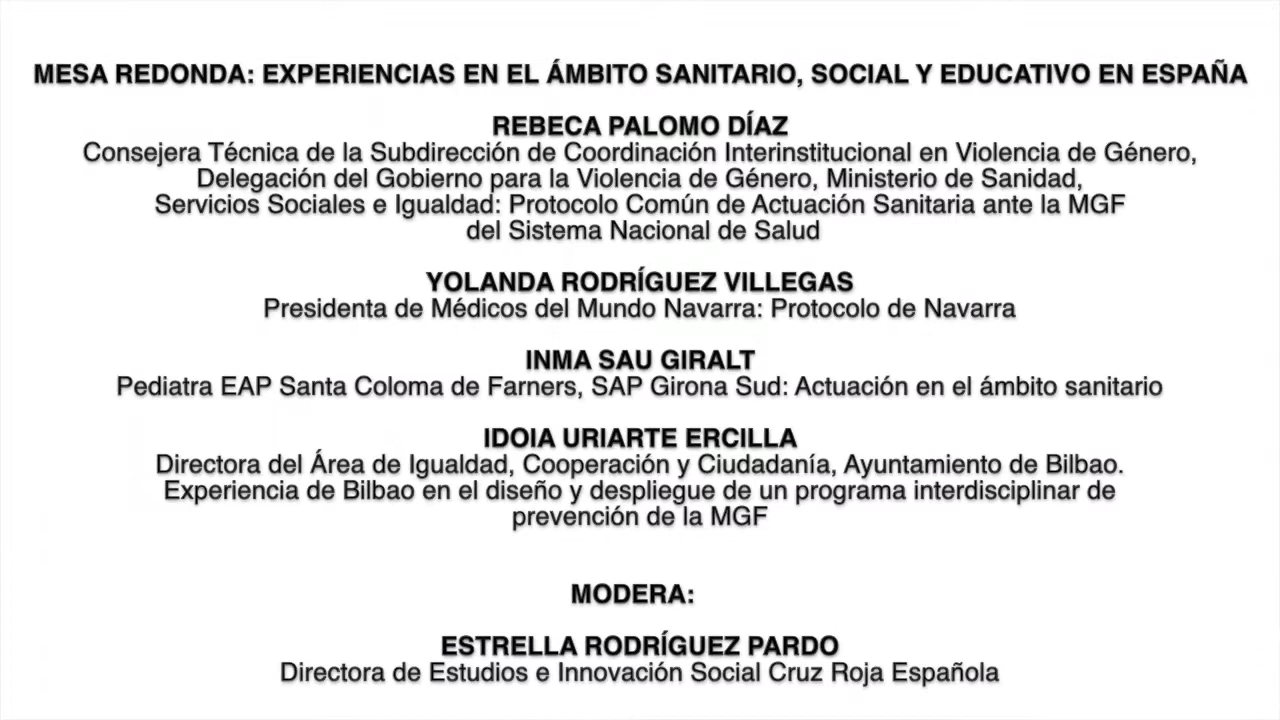 MESA REDONDA: EXPERIENCIAS EN EL ÁMBITO SANITARIO, SOCIAL Y EDUCATIVO EN ESPAÑA
REBECA PALOMO DÍAZ
Consejera Técnica de la Subdirección de Coordinación Interinstitucional en Violencia de Género,
Delegación del Gobierno para la Violencia de Género, Ministerio de Sanidad,
Servicios Sociales e Igualdad: Protocolo Común de Actuación Sanitaria ante la MGF
del Sistema Nacional de Salud
YOLANDA RODRÍGUEZ VILLEGAS
Presidenta de Médicos del Mundo Navarra: Protocolo de Navarra
INMA SAU GIRALT
Pediatra EAP Santa Coloma de Farners, SAP Girona Sud: Actuación en el ámbito sanitario
IDOIA URIARTE ERCILLA
Directora del Área de Igualdad, Cooperación y Ciudadanía, Ayuntamiento de Bilbao.
Experiencia de Bilbao en el diseño y despliegue de un programa interdisciplinar de
prevención de la MGF
MODERA:
ESTRELLA RODRÍGUEZ PARDO
Directora de Estudios e Innovación Social Cruz Roja Española